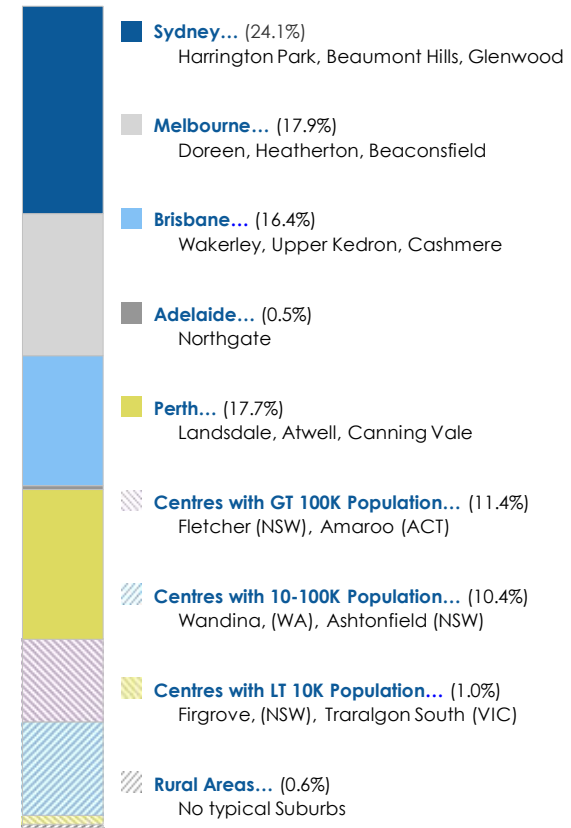 Sydney... (24.1%)
Harrington Park, Beaumont Hills, Glenwood
Melbourne... (17.9%)
Doreen, Heatherton, Beaconsfield
Brisbane... (16.4%)
Wakerley, Upper Kedron, Cashmere
Adelaide... (0.5%)
Northgate
Perth... (17.7%)
Landsdale, Atwell, Canning Vale
Centres with GT 100K Population... (11.4%)
Fletcher (NSW), Amaroo (ACT)
Centres with 10-100K Population... (10.4%)
Wandina, (WA), Ashtonfield (NSW)
Centres with LT 10K Population... (1.0%)
Firgrove, (NSW), Traralgon South (VIC)
Rural Areas... (0.6%)
No typical Suburbs